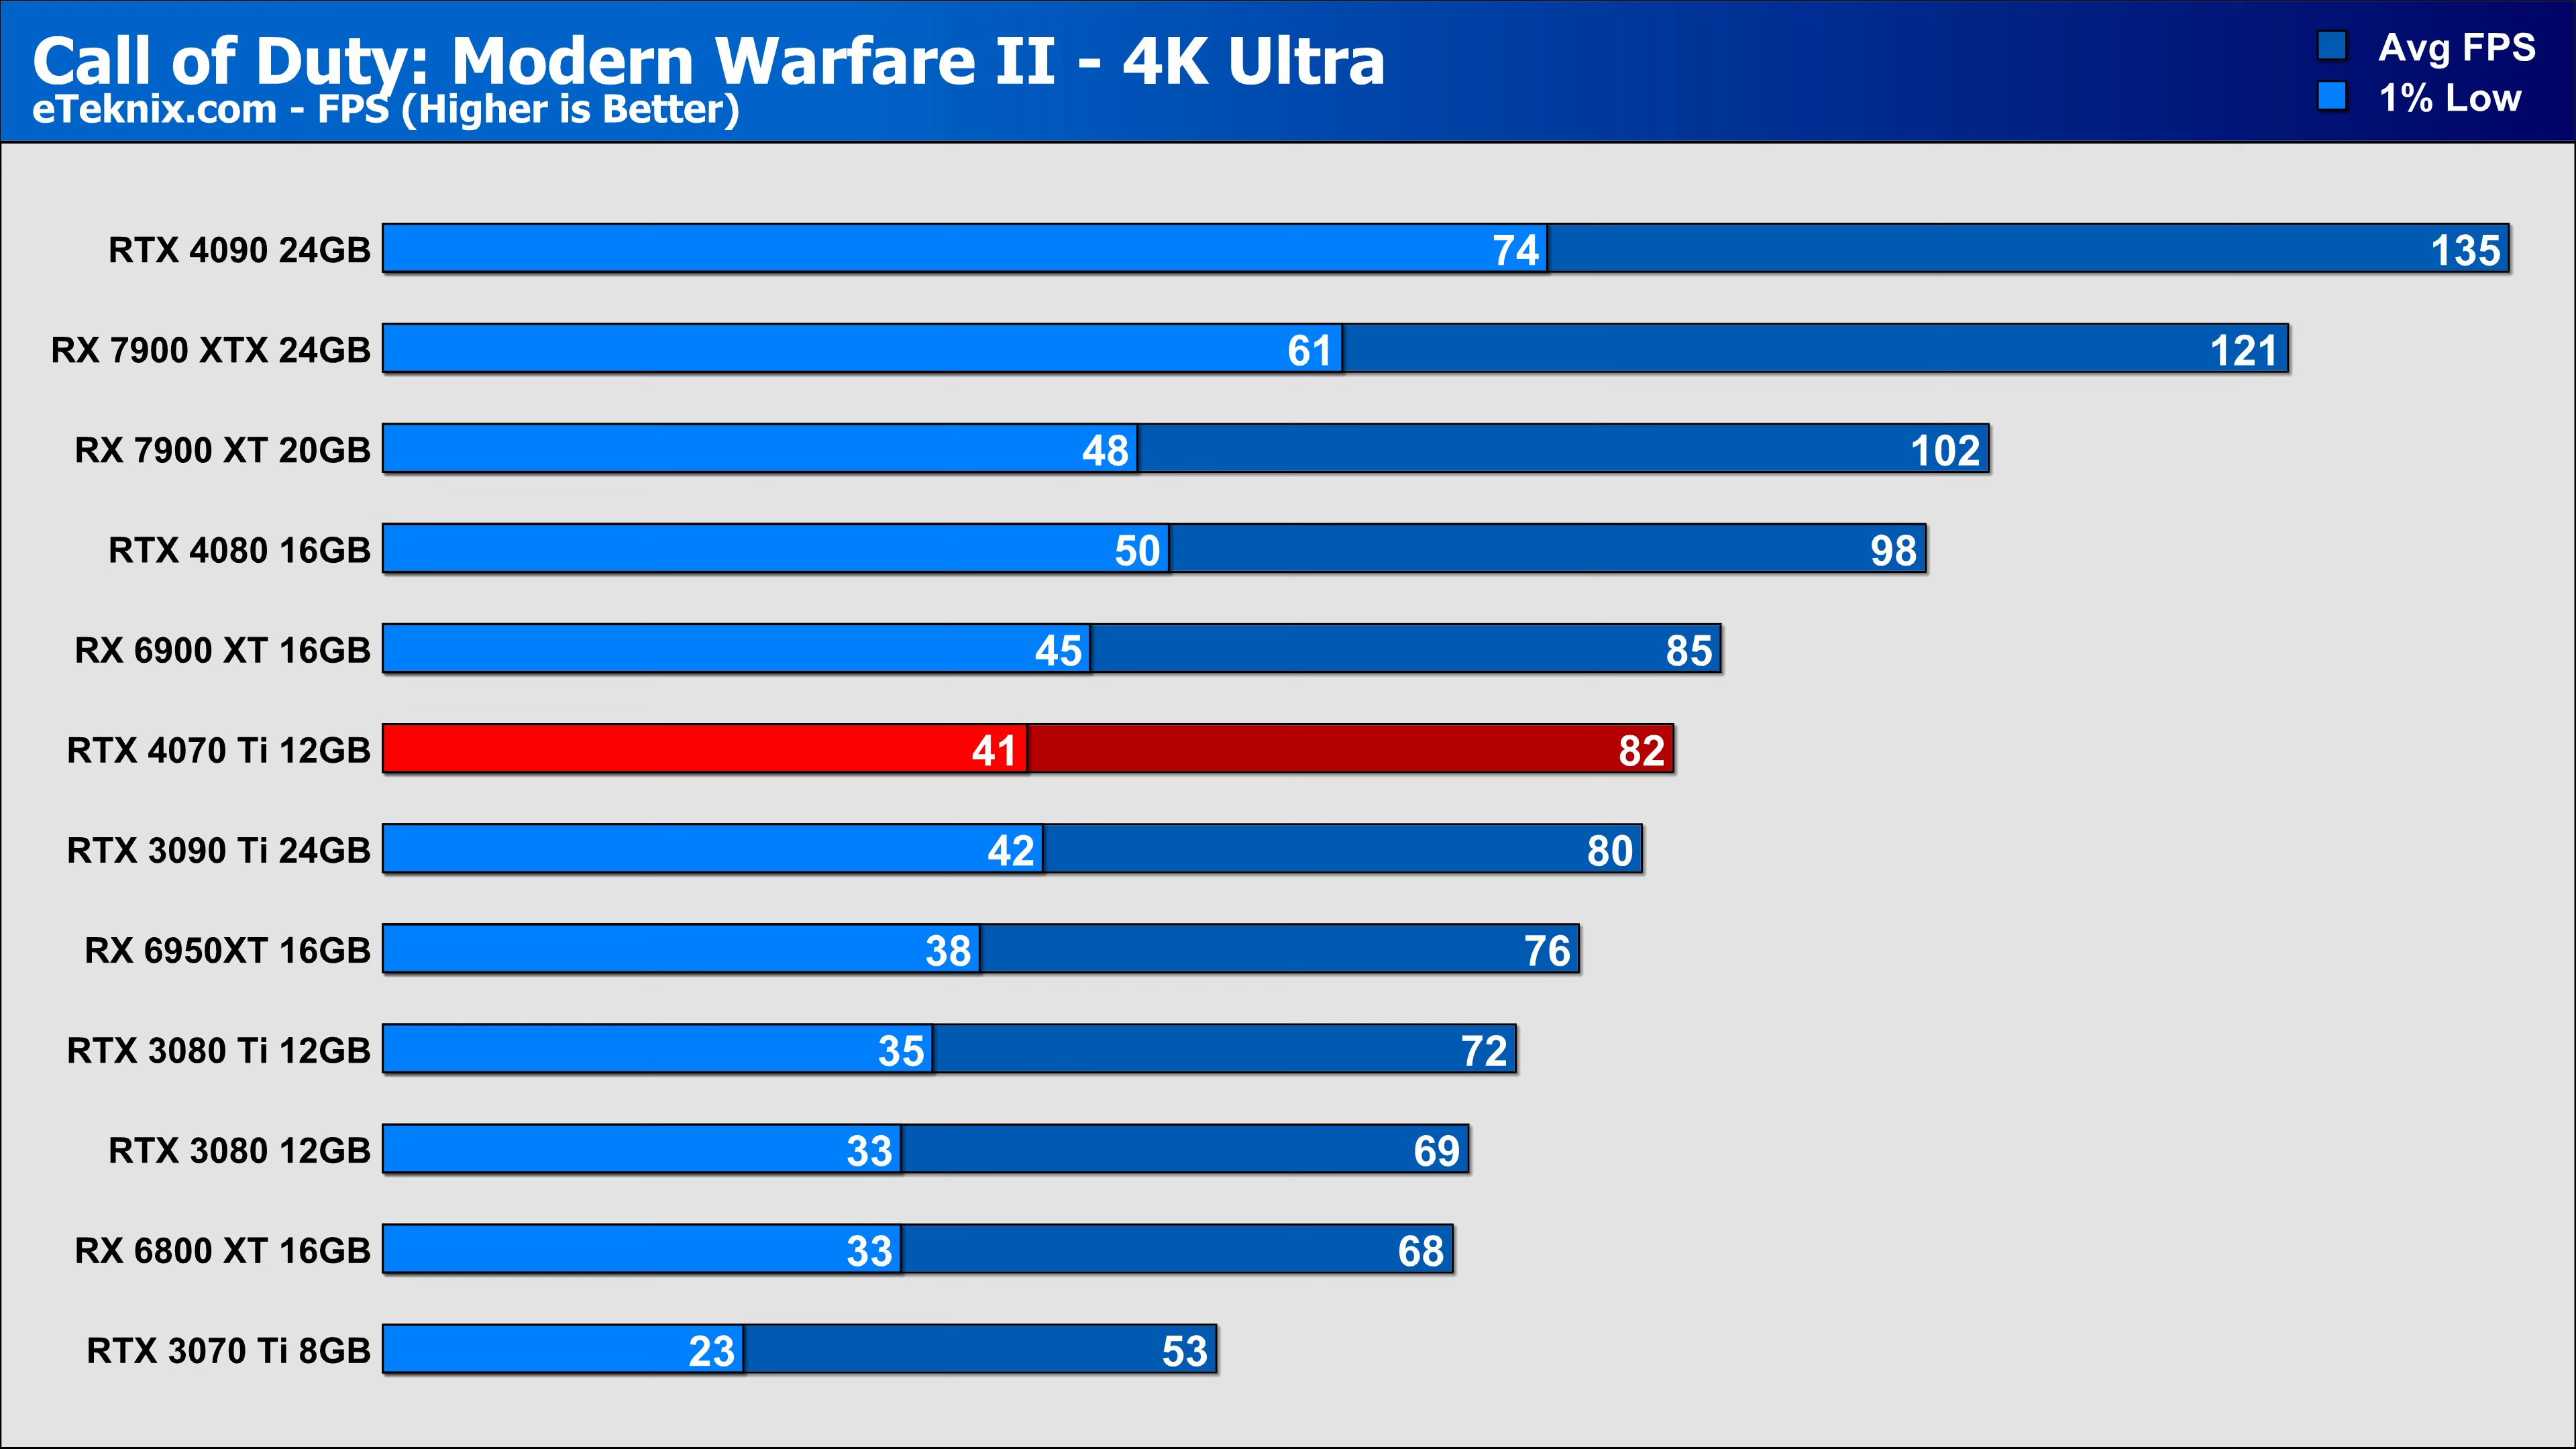 Call of Duty: Modern Warfare II - 4K Ultra
eTeknix.com - FPS (Higher is Better)
Avg FPS
1% Low
RTX 4090 24GB 74 135
RX 7900 XTX 24GB 61 121
RX 7900 XT 20GB 48 102
RTX 4080 16GB 50 98
RX 6900 XT 16GB 45 85
RTX 4070 Ti 12GB 41 82
RTX 3090 Ti 24GB 42 80
RX 6950XT 16GB 38 76
RTX 3080 Ti 12GB 35 72
RTX 3080 12GB 33 69
RX 6800 XT 16GB 33 68
RTX 3070 Ti 8GB 23 53